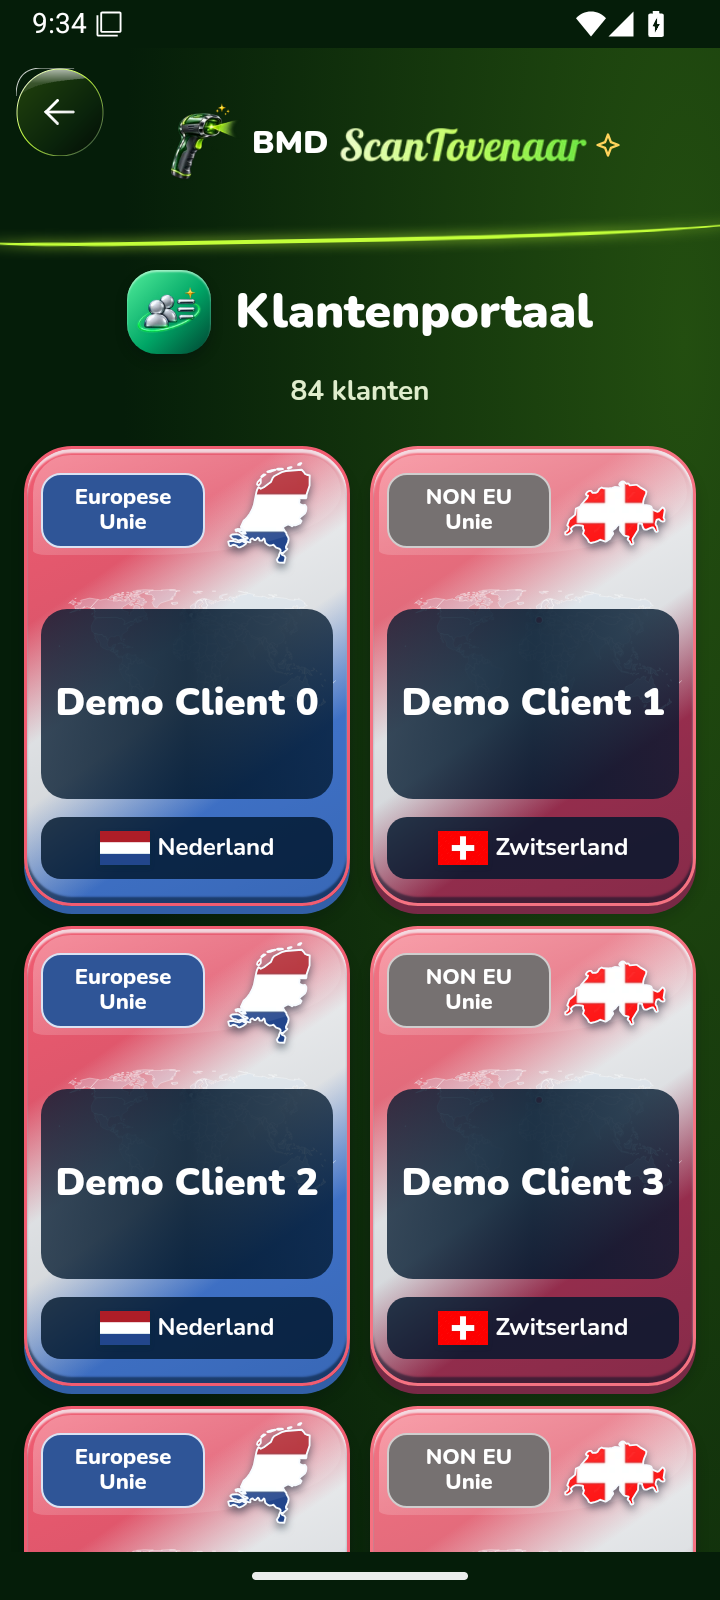 9:34
BMD ScanTovenaar
Klantenportaal
84 klanten
Europese
Unie
Demo Client 0
Nederland
NON EU
Unie
Demo Client 1
Zwitserland
Europese
Unie
Demo Client 2
Nederland
NON EU
Unie
Demo Client 3
Zwitserland
Europese
Unie
NON EU
Unie